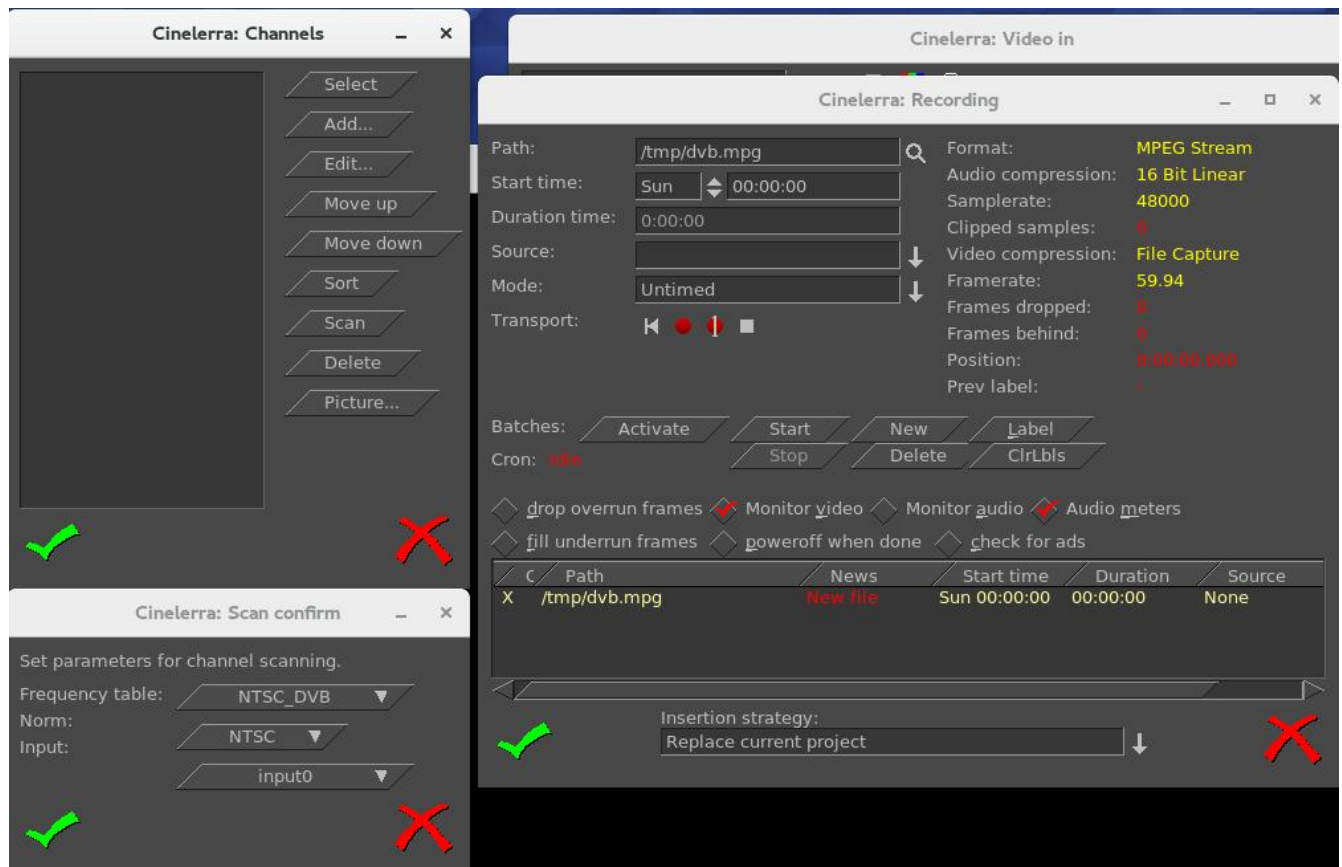 Cinelerra: Channels
Select
Add...
Edit...
Move up
Move down
Sort
Scan
Delete
Picture...
Cinelerra: Scan confirm
Set parameters for channel scanning.
Frequency table: NTSC_DVB
Norm: NTSC
Input: input0
Cinelerra: Video in
Cinelerra: Recording
Path: /tmp/dvb.mpg
Start time: Sun 00:00:00
Duration time: 0:00:00
Source:
Mode: Untimed
Transport:
Format: MPEG Stream
Audio compression: 16 Bit Linear
Samplerate: 48000
Clipped samples: 0
Video compression: File Capture
Framerate: 59.94
Frames dropped: 0
Frames behind: 0
Position: 0:00:00.000
Prev label: -
Batches: Activate Start New Label
Cron: Idle Stop Delete ClrLbls
drop overrun frames Monitor video Monitor audio Audio meters
fill underrun frames poweroff when done check for ads
C Path News Start time Duration Source
X /tmp/dvb.mpg New file Sun 00:00:00 00:00:00 None
Insertion strategy:
Replace current project